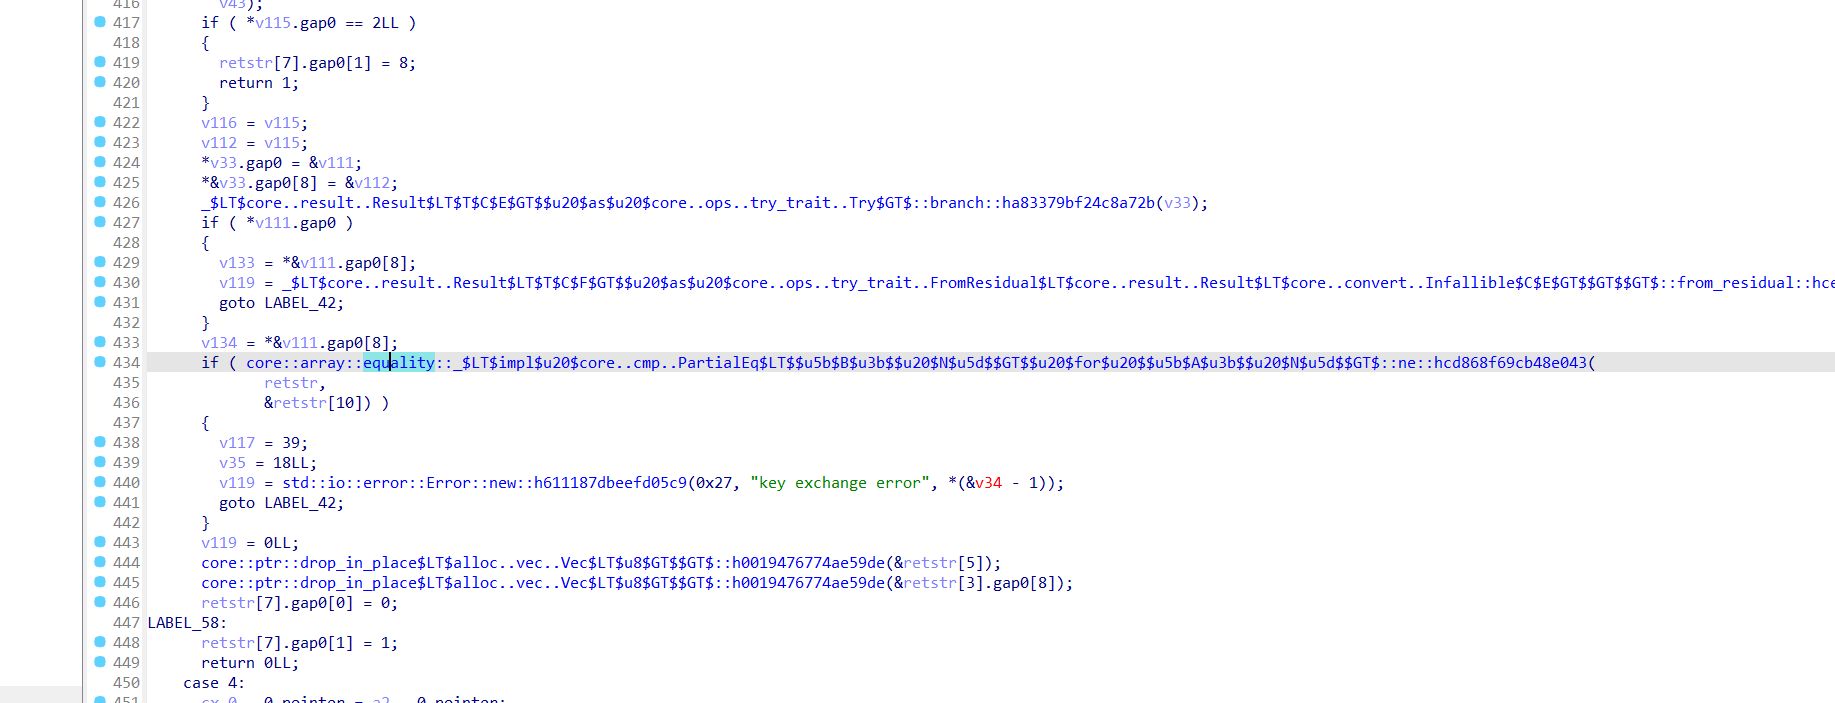 416 v43);
417 if ( *v115.gap0 == 2LL )
418 {
419 retstr[7].gap0[1] = 8;
420 return 1;
421 }
422 v116 = v115;
423 v112 = v115;
424 *v33.gap0 = &v111;
425 *&v33.gap0[8] = &v112;
426 _$LT$core..result..Result$LT$T$C$E$GT$$u20$as$u20$core..ops..try_trait..Try$GT$::branch::ha83379bf24c8a72b(v33);
427 if ( *v111.gap0 )
428 {
429 v133 = *&v111.gap0[8];
430 v119 = _$LT$core..result..Result$LT$T$C$F$GT$$u20$as$u20$core..ops..try_trait..FromResidual$LT$core..result..Result$LT$core..convert..Infallible$C$E$GT$$GT$$GT$::from_residual::hce
431 goto LABEL_42;
432 }
433 v134 = *&v111.gap0[8];
434 if ( core::array::equality::_$LT$impl$u20$core..cmp..PartialEq$LT$$u5b$B$u3b$$u20$N$u5d$$GT$$u20$for$u20$$u5b$A$u3b$$u20$N$u5d$$GT$::ne::hcd868f69cb48e043(
435 retstr,
436 &retstr[10]) )
437 {
438 v117 = 39;
439 v35 = 18LL;
440 v119 = std::io::error::Error::new::h611187dbeefd05c9(0x27, "key exchange error", *(&v34 - 1));
441 goto LABEL_42;
442 }
443 v119 = 0LL;
444 core::ptr::drop_in_place$LT$alloc..vec..Vec$LT$u8$GT$$GT$::h0019476774ae59de(&retstr[5]);
445 core::ptr::drop_in_place$LT$alloc..vec..Vec$LT$u8$GT$$GT$::h0019476774ae59de(&retstr[3].gap0[8]);
446 retstr[7].gap0[0] = 0;
447 LABEL_58:
448 retstr[7].gap0[1] = 1;
449 return 0LL;
450 case 4:
451